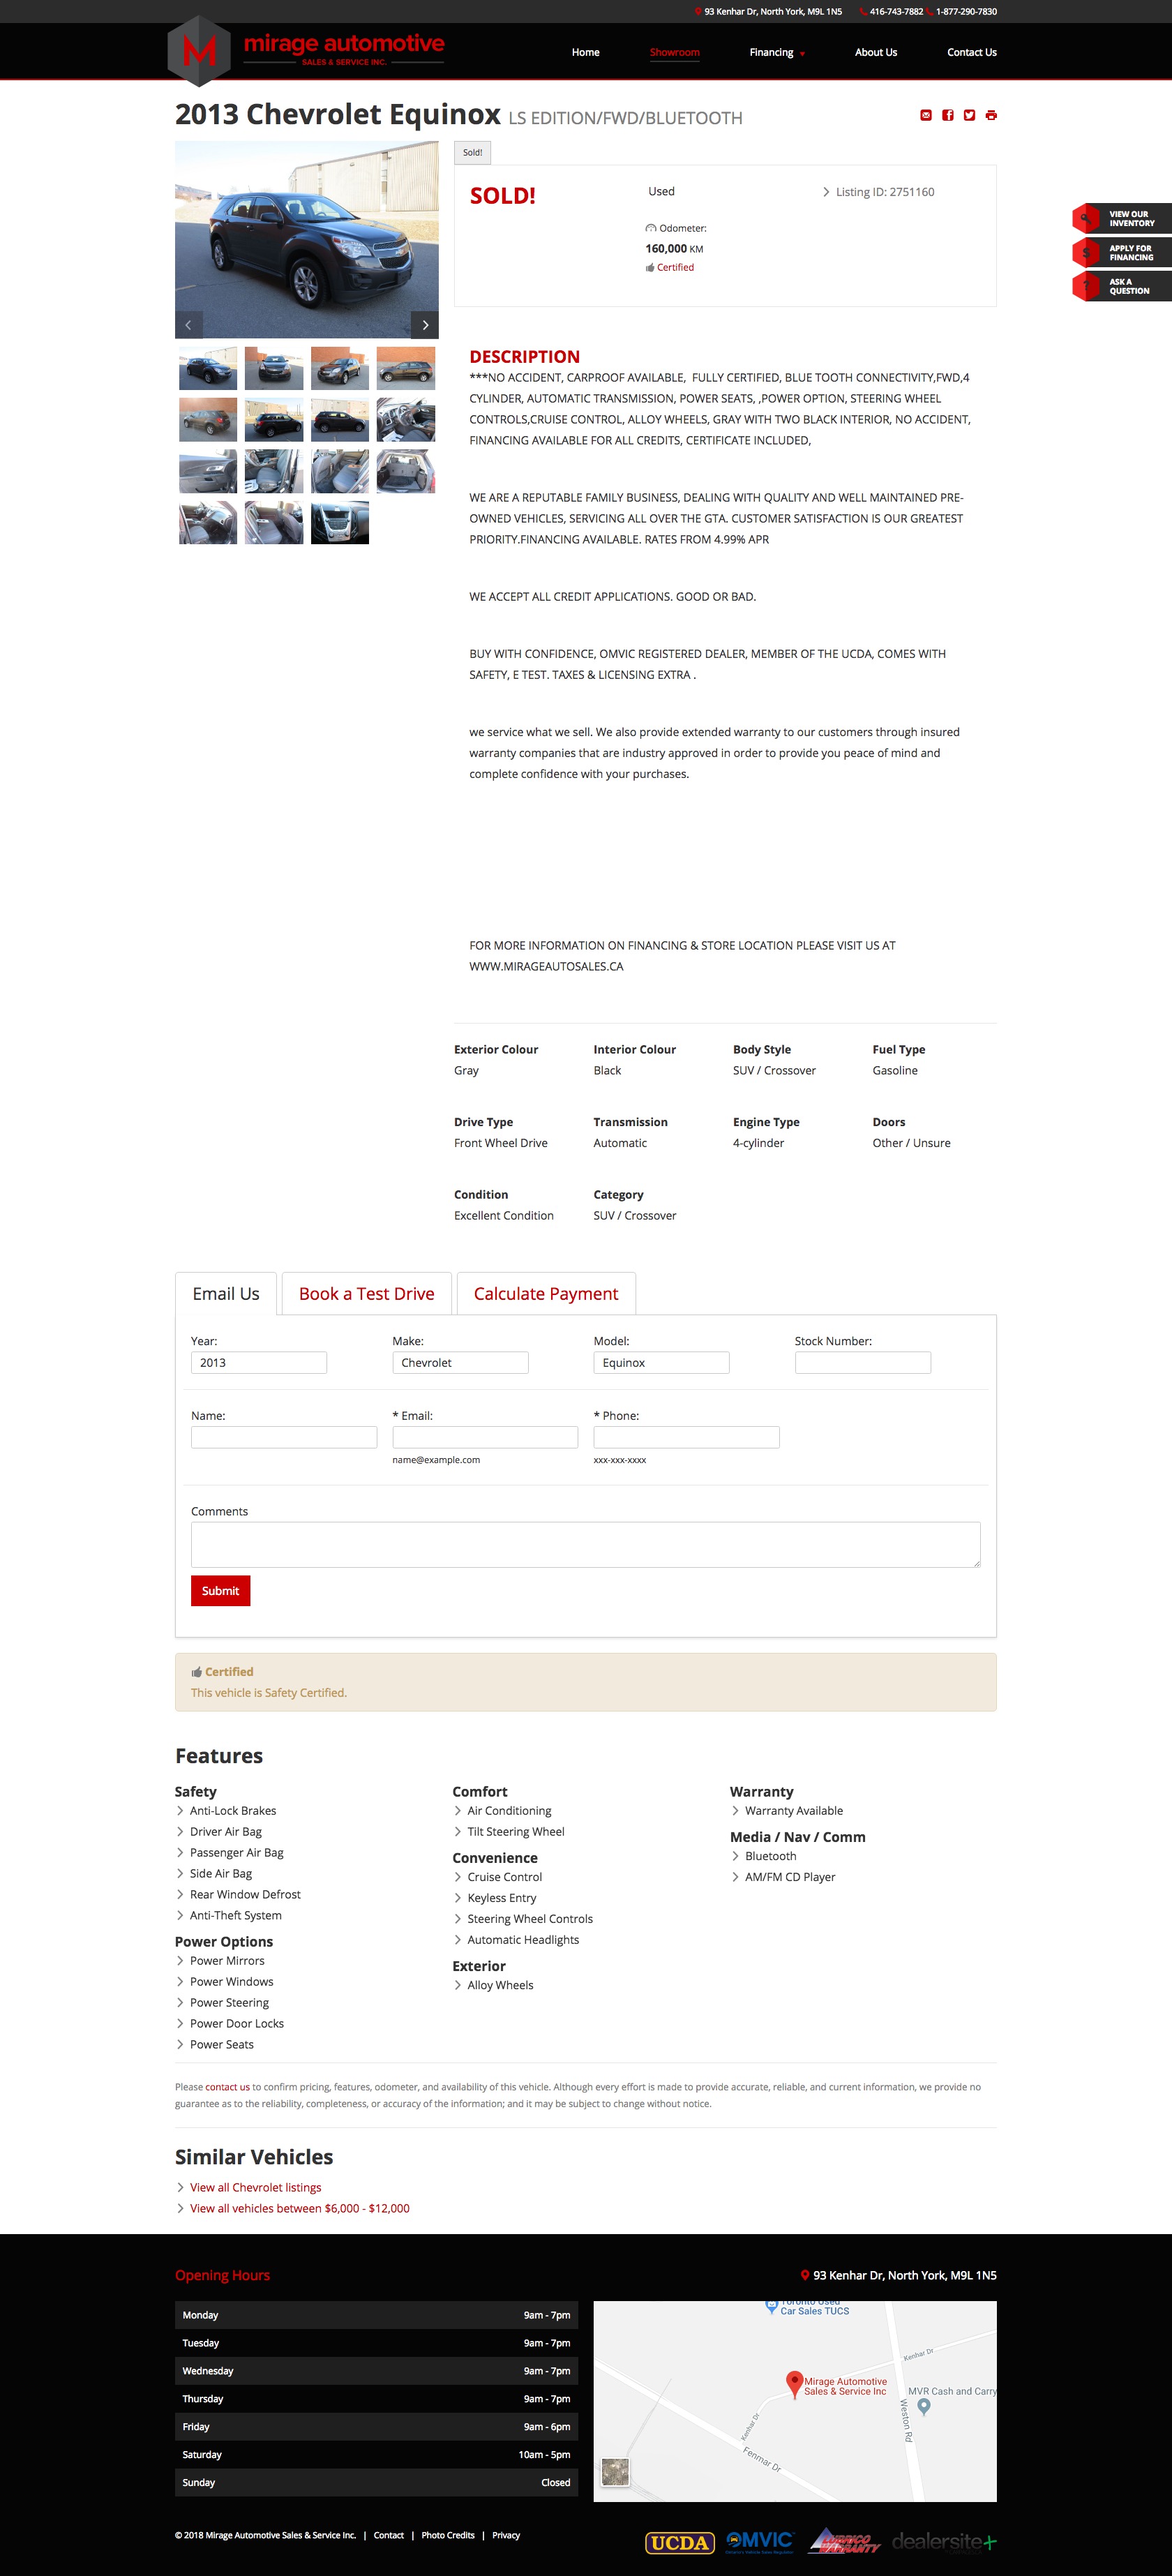 93 Kenhar Dr, North York, M9L 1N5 416-743-7882 1-877-290-7830
M mirage automotive
SALES & SERVICE INC.
Home Showroom Financing About Us Contact Us
2013 Chevrolet Equinox LS EDITION/FWD/BLUETOOTH
Sold!
SOLD!
Used
Listing ID: 2751160
Odometer:
160,000 KM
Certified
VIEW OUR
INVENTORY
$ APPLY FOR
FINANCING
? ASK A
QUESTION
DESCRIPTION
***NO ACCIDENT, CARPROOF AVAILABLE, FULLY CERTIFIED, BLUE TOOTH CONNECTIVITY,FWD,4
CYLINDER, AUTOMATIC TRANSMISSION, POWER SEATS, ,POWER OPTION, STEERING WHEEL
CONTROLS,CRUISE CONTROL, ALLOY WHEELS, GRAY WITH TWO BLACK INTERIOR, NO ACCIDENT,
FINANCING AVAILABLE FOR ALL CREDITS, CERTIFICATE INCLUDED,
WE ARE A REPUTABLE FAMILY BUSINESS, DEALING WITH QUALITY AND WELL MAINTAINED PRE-
OWNED VEHICLES, SERVICING ALL OVER THE GTA. CUSTOMER SATISFACTION IS OUR GREATEST
PRIORITY.FINANCING AVAILABLE. RATES FROM 4.99% APR
WE ACCEPT ALL CREDIT APPLICATIONS. GOOD OR BAD.
BUY WITH CONFIDENCE, OMVIC REGISTERED DEALER, MEMBER OF THE UCDA, COMES WITH
SAFETY, E TEST. TAXES & LICENSING EXTRA .
we service what we sell. We also provide extended warranty to our customers through insured
warranty companies that are industry approved in order to provide you peace of mind and
complete confidence with your purchases.
FOR MORE INFORMATION ON FINANCING & STORE LOCATION PLEASE VISIT US AT
WWW.MIRAGEAUTOSALES.CA
Exterior Colour Interior Colour Body Style Fuel Type
Gray Black SUV / Crossover Gasoline
Drive Type Transmission Engine Type Doors
Front Wheel Drive Automatic 4-cylinder Other / Unsure
Condition Category
Excellent Condition SUV / Crossover
Email Us Book a Test Drive Calculate Payment
Year: Make: Model: Stock Number:
2013 Chevrolet Equinox
Name: * Email: * Phone:
name@example.com xxx-xxx-xxxx
Comments
Submit
Certified
This vehicle is Safety Certified.
Features
Safety
Anti-Lock Brakes
Driver Air Bag
Passenger Air Bag
Side Air Bag
Rear Window Defrost
Anti-Theft System
Power Options
Power Mirrors
Power Windows
Power Steering
Power Door Locks
Power Seats
Comfort
Air Conditioning
Tilt Steering Wheel
Convenience
Cruise Control
Keyless Entry
Steering Wheel Controls
Automatic Headlights
Exterior
Alloy Wheels
Warranty
Warranty Available
Media / Nav / Comm
Bluetooth
AM/FM CD Player
Please contact us to confirm pricing, features, odometer, and availability of this vehicle. Although every effort is made to provide accurate, reliable, and current information, we provide no
guarantee as to the reliability, completeness, or accuracy of the information; and it may be subject to change without notice.
Similar Vehicles
View all Chevrolet listings
View all vehicles between $6,000 - $12,000
Opening Hours
93 Kenhar Dr, North York, M9L 1N5
Monday 9am - 7pm
Tuesday 9am - 7pm
Wednesday 9am - 7pm
Thursday 9am - 7pm
Friday 9am - 6pm
Saturday 10am - 5pm
Sunday Closed
Toronto Used
Car Sales TUCS
Kenhar Dr
Mirage Automotive
Sales & Service Inc
MVR Cash and Carry
Kenhar Dr
Weston Rd
Fenmar Dr
© 2018 Mirage Automotive Sales & Service Inc. | Contact | Photo Credits | Privacy
UCDA OMVIC WARRANTY dealersite+